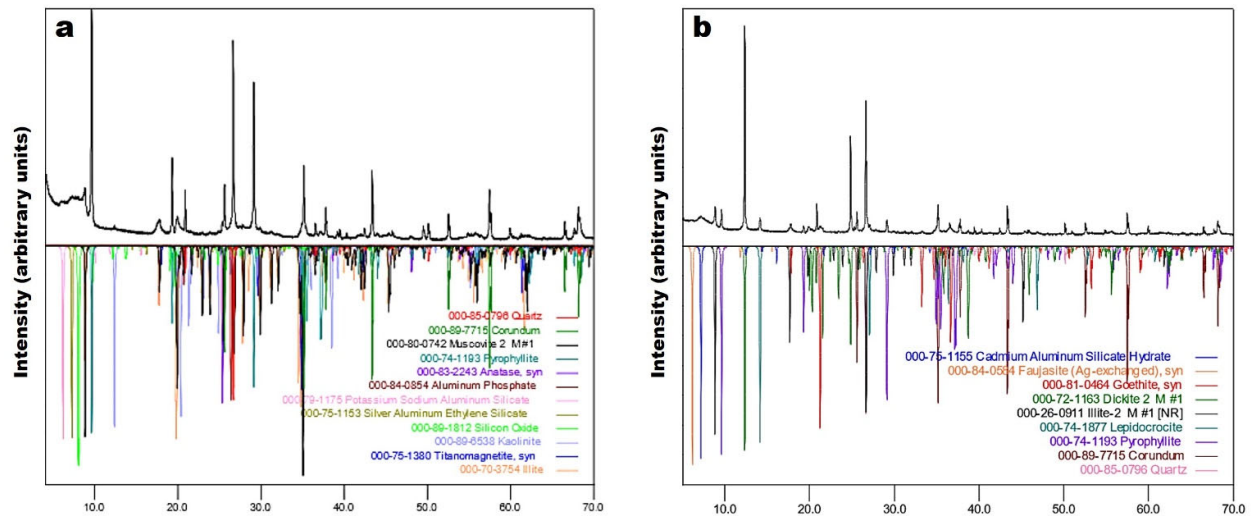 a
Intensity (arbitrary units)
000-85-0796 Quartz
000-89-7715 Corundum
000-80-0742 Muscovite 2 M#1
000-74-1193 Pyrophyllite
000-83-2243 Anatase, syn
000-84-0854 Aluminum Phosphate
000-79-1175 Potassium Sodium Aluminum Silicate
000-75-1153 Silver Aluminum Ethylene Silicate
000-89-1812 Silicon Oxide
000-89-6538 Kaolinite
000-75-1380 Titanomagnetite, syn
000-70-3754 Illite
10.0 20.0 30.0 40.0 50.0 60.0 70.0
b
Intensity (arbitrary units)
000-75-1155 Cadmium Aluminum Silicate Hydrate
000-84-0584 Faujasite (Ag-exchanged), syn
000-81-0464 Goethite, syn
000-72-1163 Dickite 2 M #1
000-26-0911 Illite-2 M #1 [NR]
000-74-1877 Lepidocrocite
000-74-1193 Pyrophyllite
000-89-7715 Corundum
000-85-0796 Quartz
10.0 20.0 30.0 40.0 50.0 60.0 70.0